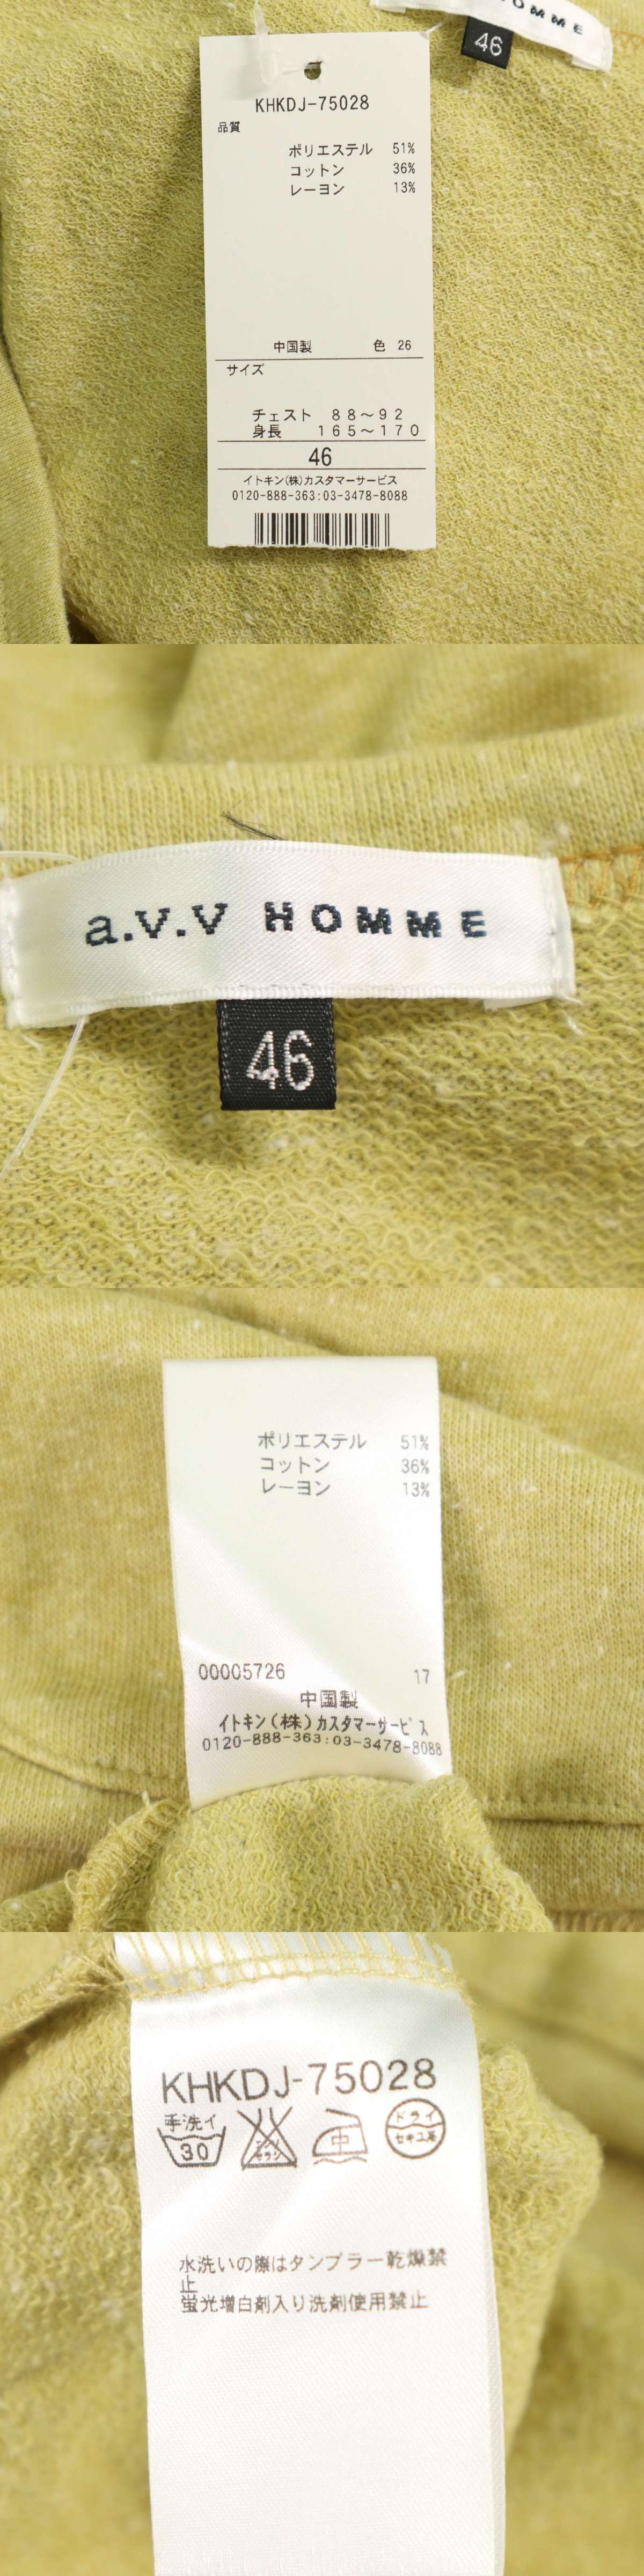 OMME
46
KHKDJ-75028
品質
ポリエステル 51%
コットン 36%
レーヨン 13%
中国製 色 26
サイズ
チェスト 88～92
身長 165～170
46
イトキン(株)カスタマーサービス
0120-888-363:03-3478-8088
a.v.v HOMME
46
ポリエステル 51%
コットン 36%
レーヨン 13%
00005726 17
中国製
イトキン(株)カスタマーサービス
0120-888-363:03-3478-8088
KHKDJ-75028
手洗イ
30
中
ドライ
セキユ系
水洗いの際はタンブラー乾燥禁
止
蛍光増白剤入り洗剤使用禁止